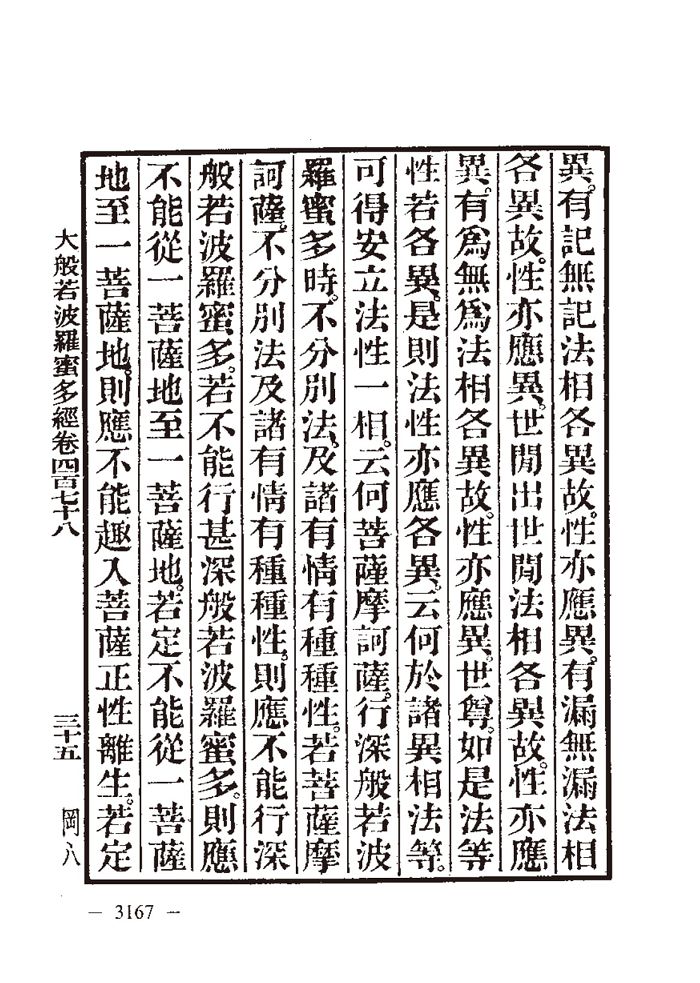 異。有記無記法相各異故。性亦應異。有漏無漏法相
各異故。性亦應異。世閒出世閒法相各異故。性亦應
異。有爲無爲法相各異故。性亦應異。世尊。如是法等
性若各異。是則法性亦應各異。云何於諸異相法等。
可得安立法性一相。云何菩薩摩訶薩。行深般若波
羅蜜多時。不分別法。及諸有情有種種性。若菩薩摩
訶薩。不分別法及諸有情有種種性。則應不能行深
般若波羅蜜多。若不能行甚深般若波羅蜜多。則應
不能從一菩薩地至一菩薩地。若定不能從一菩薩
地至一菩薩地。則應不能趣入菩薩正性離生。若定
大般若波羅蜜多經卷四百七十八
三十五
岡八
— 3167 —